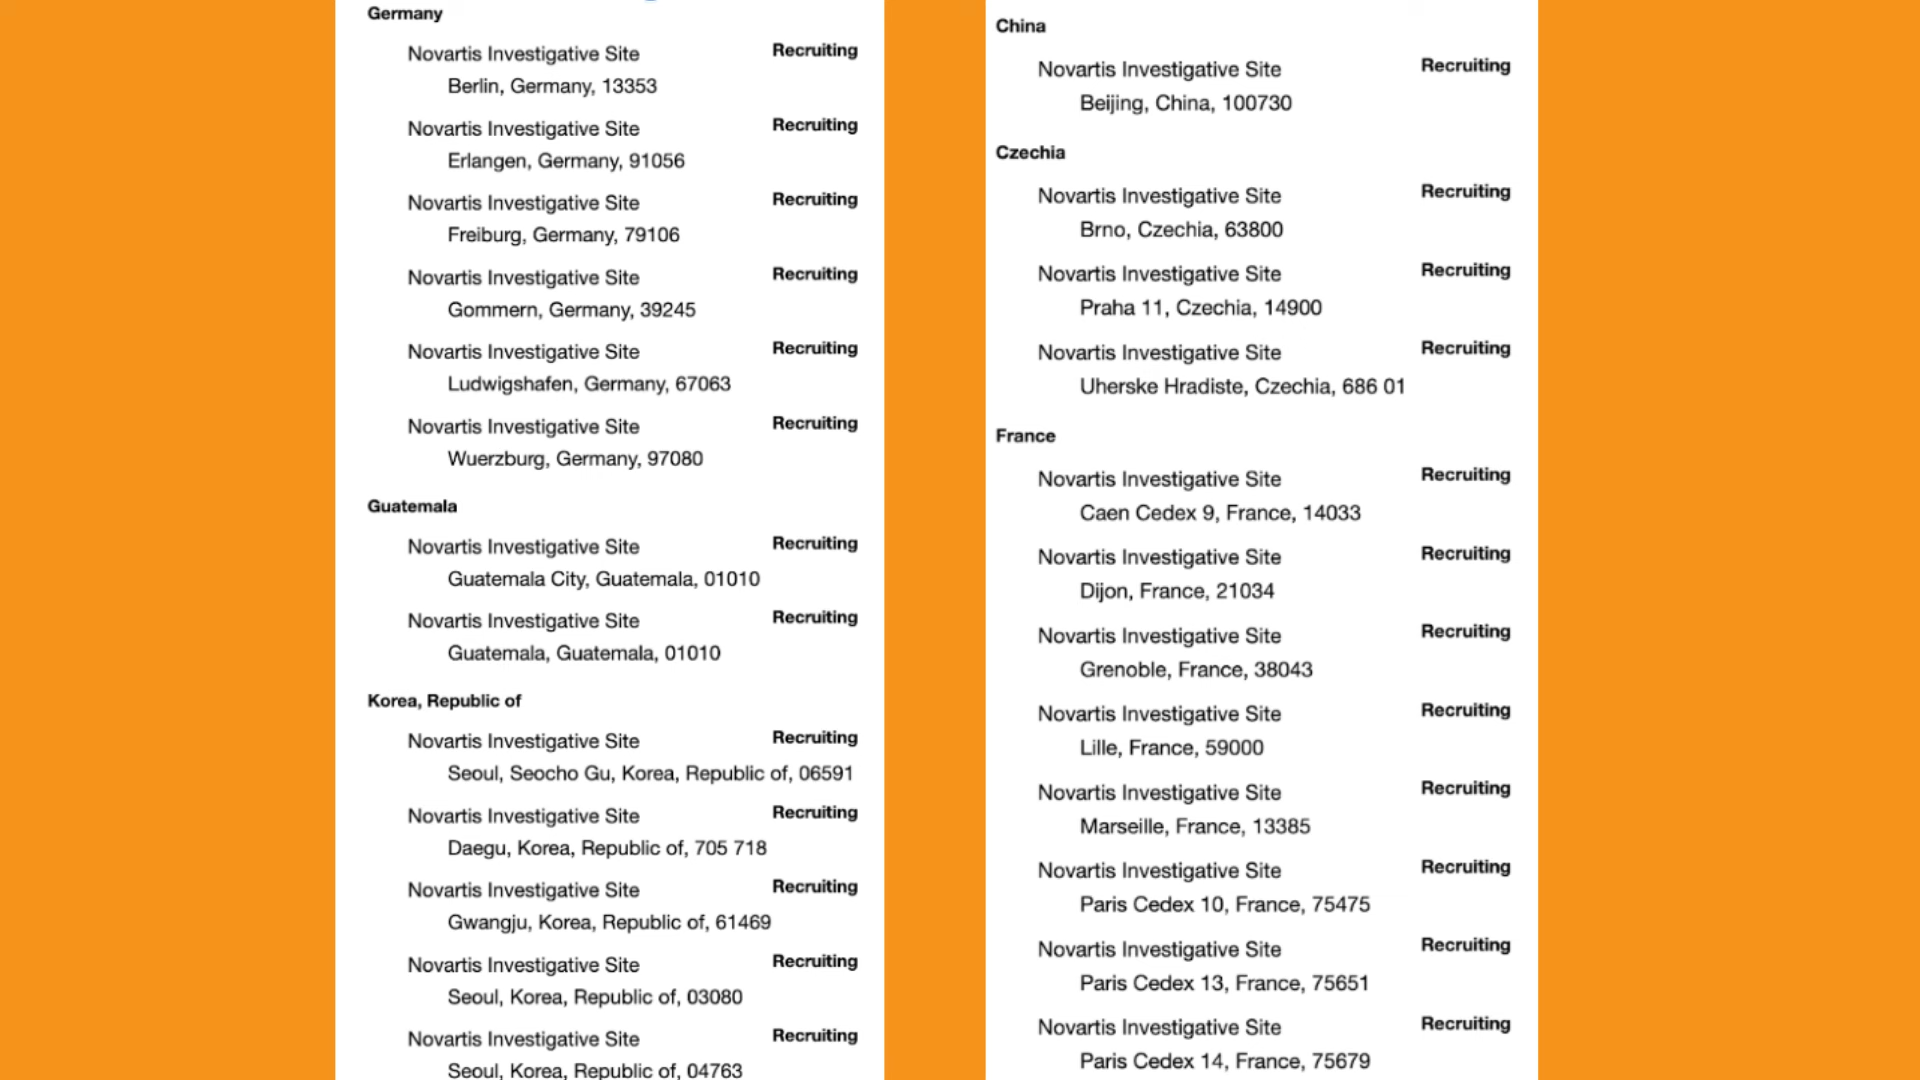 Germany
Novartis Investigative Site Recruiting
Berlin, Germany, 13353
Novartis Investigative Site Recruiting
Erlangen, Germany, 91056
Novartis Investigative Site Recruiting
Freiburg, Germany, 79106
Novartis Investigative Site Recruiting
Gommern, Germany, 39245
Novartis Investigative Site Recruiting
Ludwigshafen, Germany, 67063
Novartis Investigative Site Recruiting
Wuerzburg, Germany, 97080
Guatemala
Novartis Investigative Site Recruiting
Guatemala City, Guatemala, 01010
Novartis Investigative Site Recruiting
Guatemala, Guatemala, 01010
Korea, Republic of
Novartis Investigative Site Recruiting
Seoul, Seocho Gu, Korea, Republic of, 06591
Novartis Investigative Site Recruiting
Daegu, Korea, Republic of, 705 718
Novartis Investigative Site Recruiting
Gwangju, Korea, Republic of, 61469
Novartis Investigative Site Recruiting
Seoul, Korea, Republic of, 03080
Novartis Investigative Site Recruiting
Seoul, Korea, Republic of, 04763
China
Novartis Investigative Site Recruiting
Beijing, China, 100730
Czechia
Novartis Investigative Site Recruiting
Brno, Czechia, 63800
Novartis Investigative Site Recruiting
Praha 11, Czechia, 14900
Novartis Investigative Site Recruiting
Uherske Hradiste, Czechia, 686 01
France
Novartis Investigative Site Recruiting
Caen Cedex 9, France, 14033
Novartis Investigative Site Recruiting
Dijon, France, 21034
Novartis Investigative Site Recruiting
Grenoble, France, 38043
Novartis Investigative Site Recruiting
Lille, France, 59000
Novartis Investigative Site Recruiting
Marseille, France, 13385
Novartis Investigative Site Recruiting
Paris Cedex 10, France, 75475
Novartis Investigative Site Recruiting
Paris Cedex 13, France, 75651
Novartis Investigative Site Recruiting
Paris Cedex 14, France, 75679